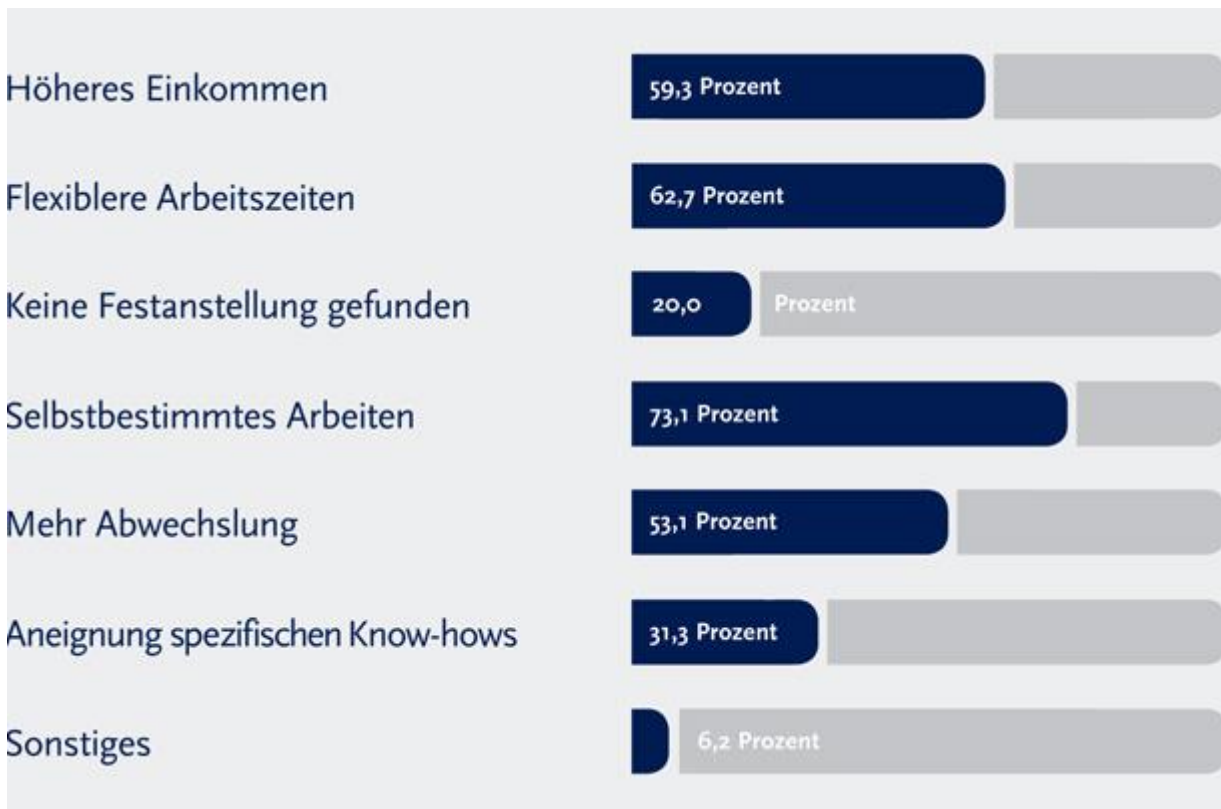 Höheres Einkommen 59,3 Prozent
Flexiblere Arbeitszeiten 62,7 Prozent
Keine Festanstellung gefunden 20,0 Prozent
Selbstbestimmtes Arbeiten 73,1 Prozent
Mehr Abwechslung 53,1 Prozent
Aneignung spezifischen Know-hows 31,3 Prozent
Sonstiges 6,2 Prozent